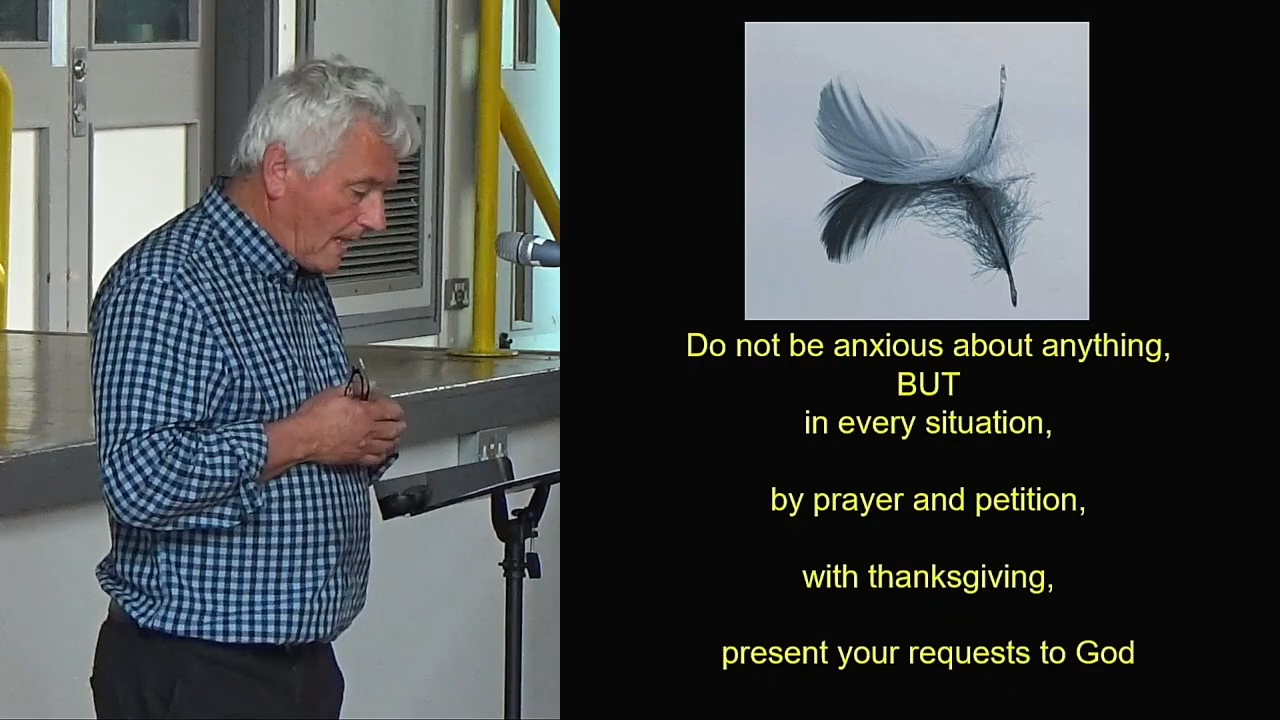 Do not be anxious about anything,
BUT
in every situation,
by prayer and petition,
with thanksgiving,
present your requests to God